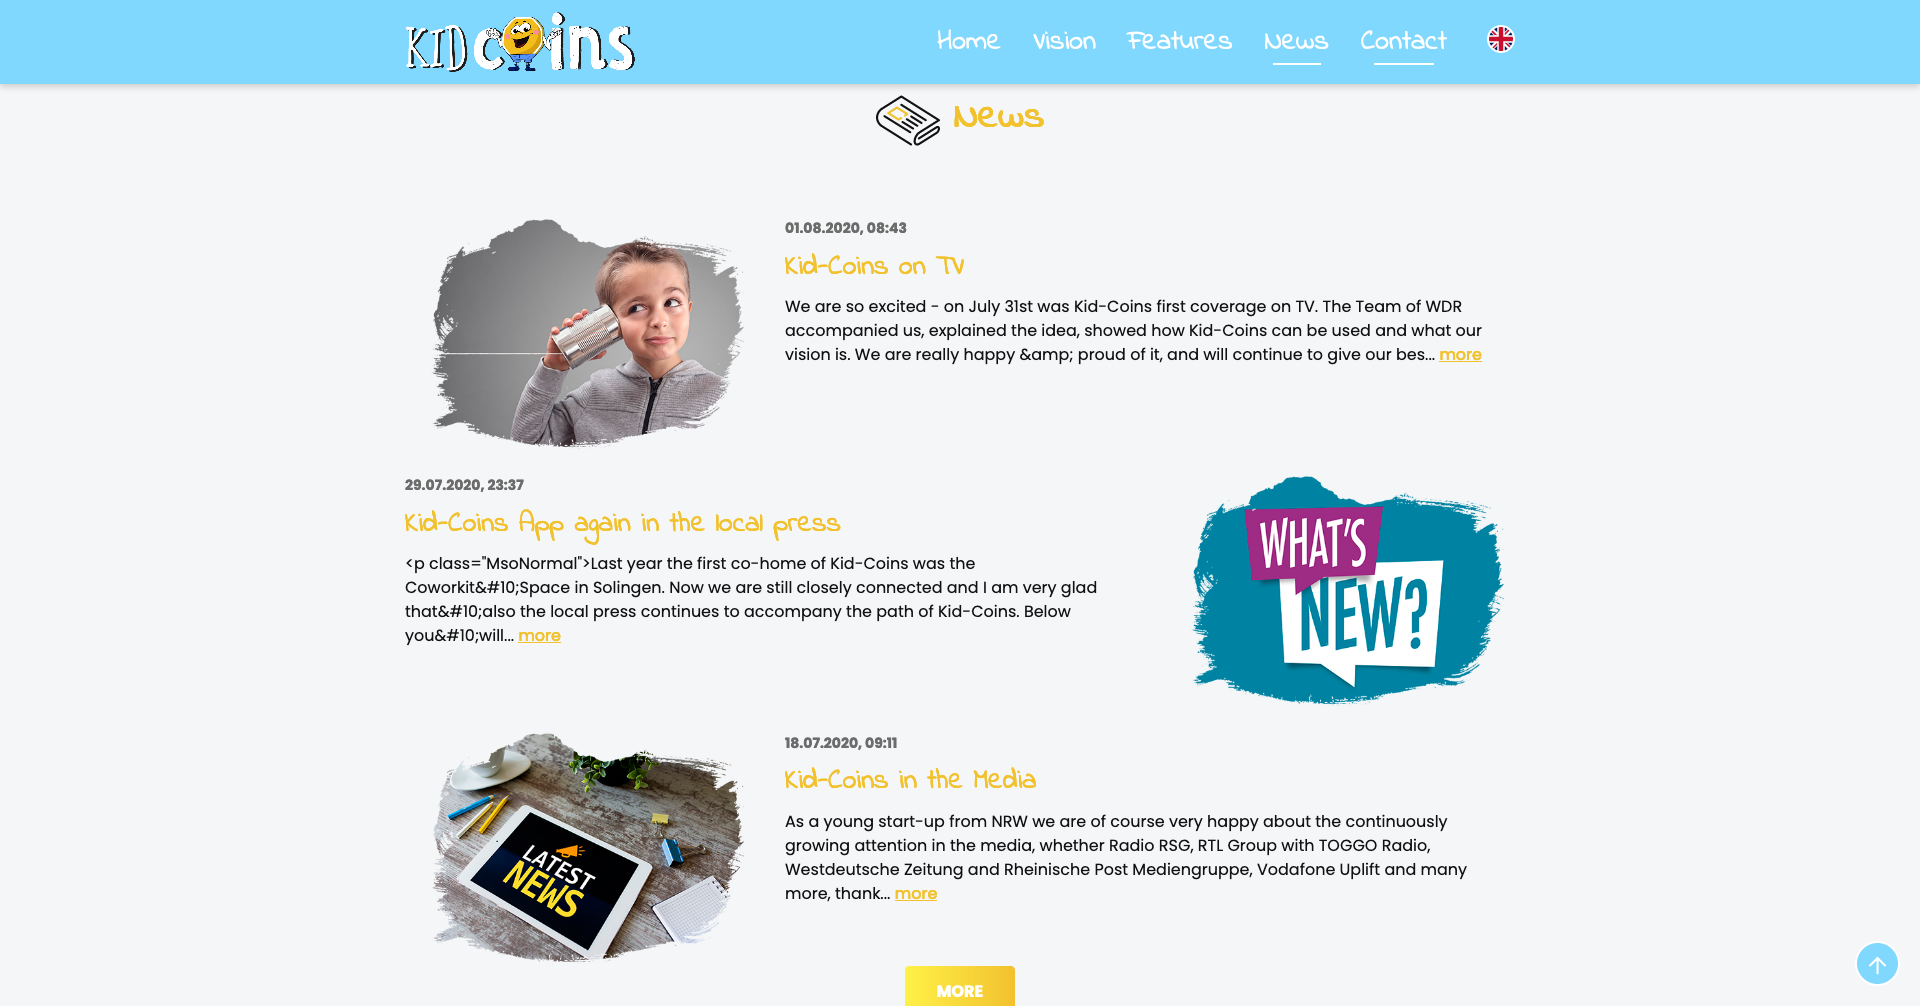 KID COINS
Home Vision Features News Contact
News
01.08.2020, 08:43
Kid-Coins on TV
We are so excited - on July 31st was Kid-Coins first coverage on TV. The Team of WDR
accompanied us, explained the idea, showed how Kid-Coins can be used and what our
vision is. We are really happy &amp; proud of it, and will continue to give our bes... more
29.07.2020, 23:37
Kid-Coins App again in the local press
<p class="MsoNormal">Last year the first co-home of Kid-Coins was the
Coworkit&#10;Space in Solingen. Now we are still closely connected and I am very glad
that&#10;also the local press continues to accompany the path of Kid-Coins. Below
you&#10;will... more
WHAT'S
NEW?
18.07.2020, 09:11
Kid-Coins in the Media
As a young start-up from NRW we are of course very happy about the continuously
growing attention in the media, whether Radio RSG, RTL Group with TOGGO Radio,
Westdeutsche Zeitung and Rheinische Post Mediengruppe, Vodafone Uplift and many
more, thank... more
LATEST
NEWS
MORE